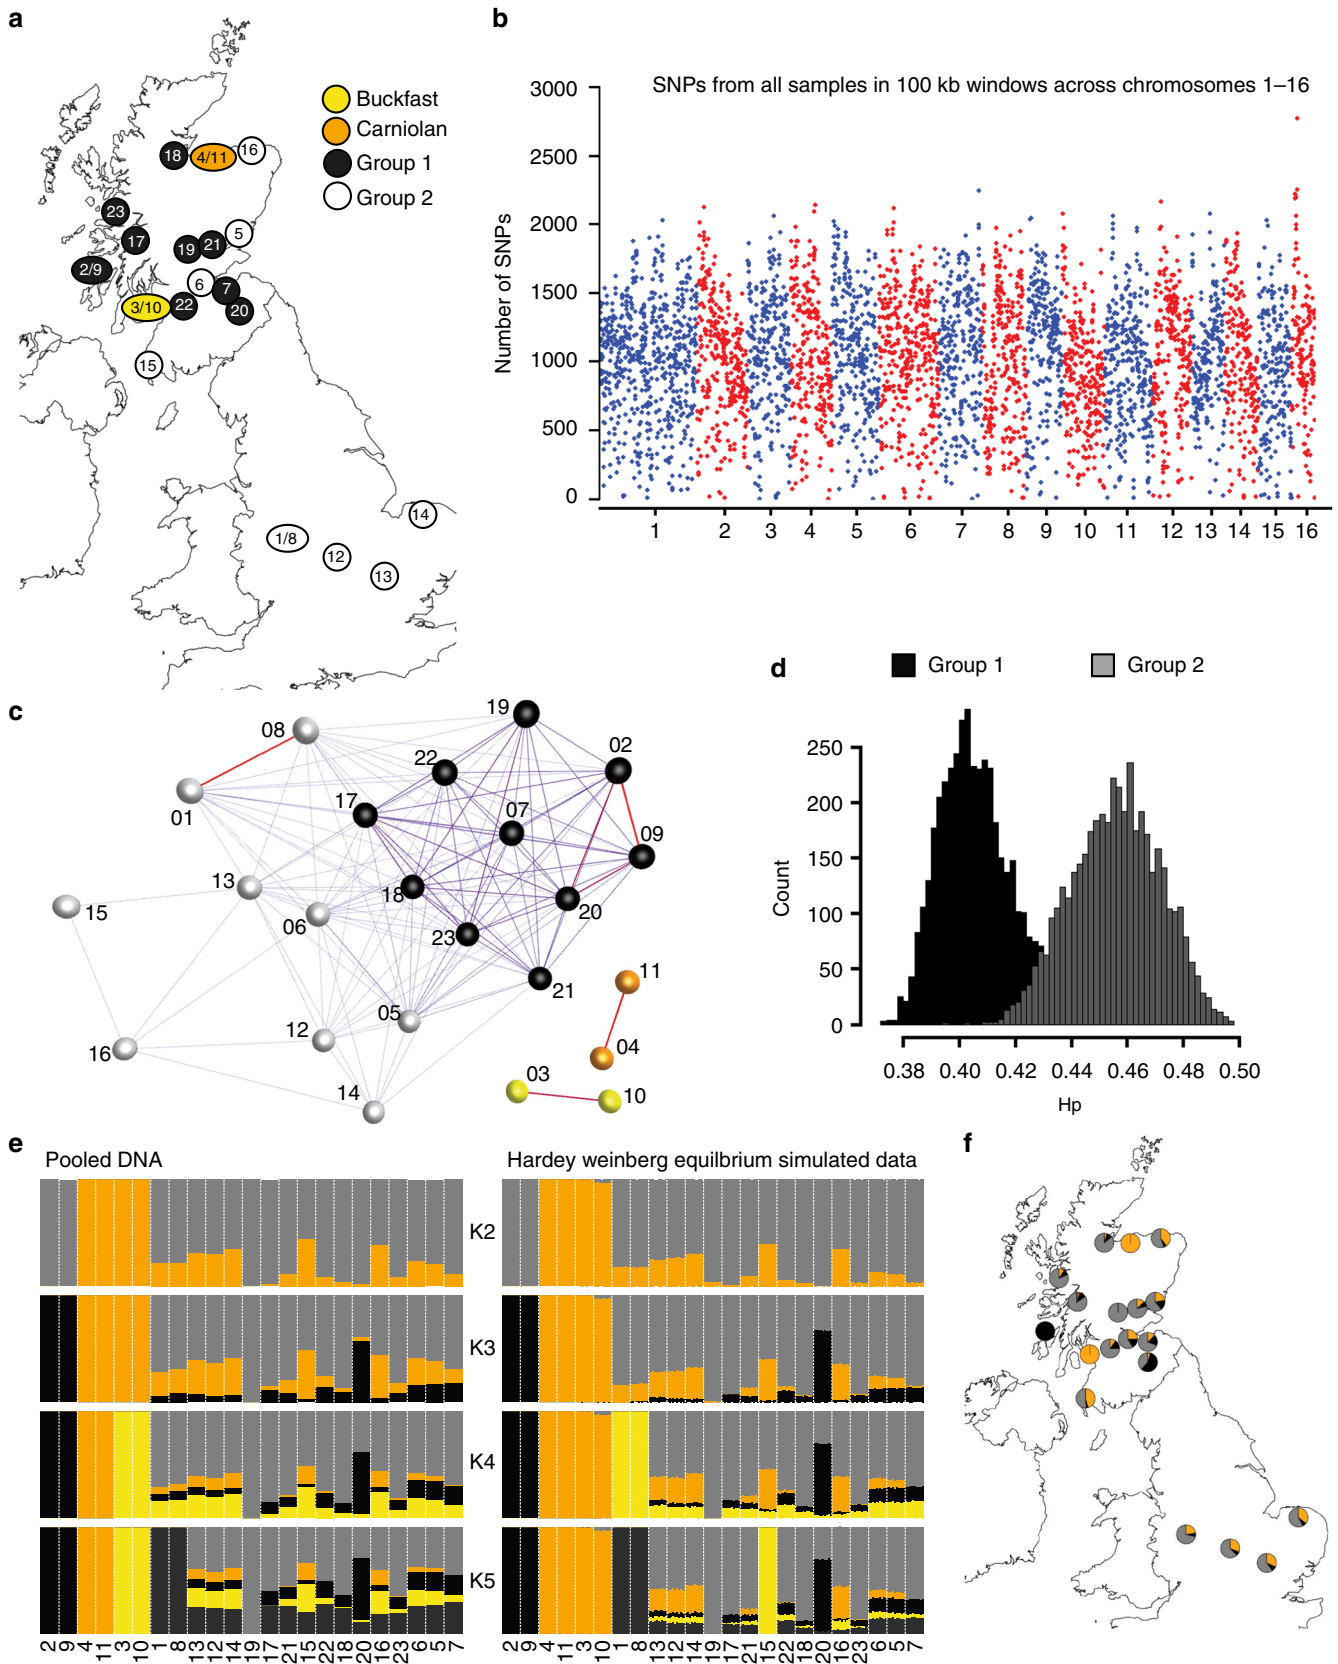 a
Buckfast
Carniolan
Group 1
Group 2
18
4/11
16
23
17
19
21
5
2/9
6
7
3/10
22
20
15
14
1/8
12
13
b
SNPs from all samples in 100 kb windows across chromosomes 1–16
Number of SNPs
3000
2500
2000
1500
1000
500
0
1 2 3 4 5 6 7 8 9 10 11 12 13 14 15 16
c
19
08
02
22
01
17
07
09
13
18
15
06
20
23
11
21
05
12
04
16
03
10
14
d
Group 1
Group 2
Count
250
200
150
100
50
0
0.38 0.40 0.42 0.44 0.46 0.48 0.50
Hp
e
Pooled DNA
Hardey weinberg equilbrium simulated data
K2
K3
K4
K5
2 9 4 11 3 10 1 8 13 12 14 19 17 21 15 22 18 20 16 23 6 5 7
2 9 4 11 3 10 1 8 13 12 14 19 17 21 15 22 18 20 16 23 6 5 7
f